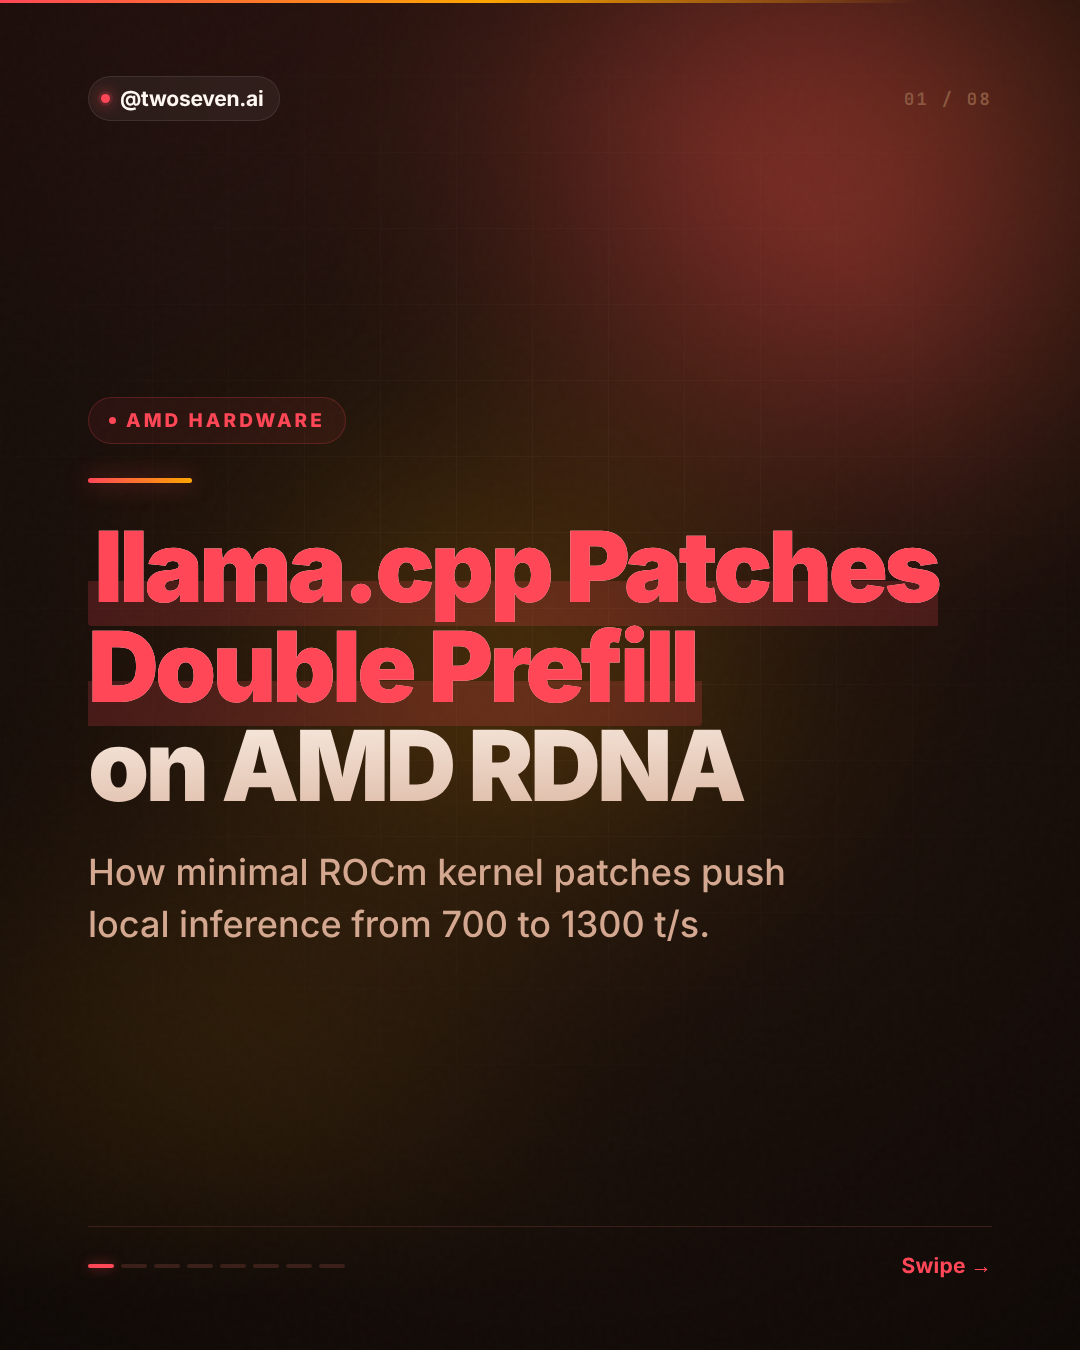 @twoseven.ai
01 / 08
• AMD HARDWARE
llama.cpp Patches
Double Prefill
on AMD RDNA
How minimal ROCm kernel patches push
local inference from 700 to 1300 t/s.
Swipe →